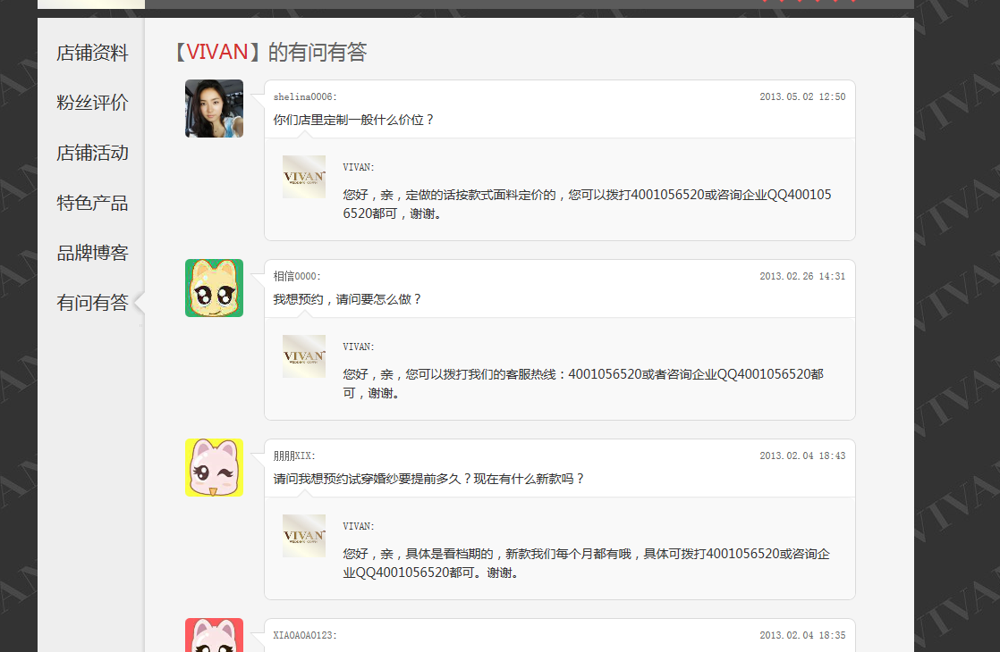 店铺资料
粉丝评价
店铺活动
特色产品
品牌博客
有问有答
【VIVAN】的有问有答
shelina0006:
2013.05.02 12:50
你们店里定制一般什么价位？
VIVAN
VIVAN:
您好，亲，定做的话按款式面料定价的，您可以拨打4001056520或咨询企业QQ400105
6520都可，谢谢。
相信0000:
2013.02.26 14:31
我想预约，请问要怎么做？
VIVAN
VIVAN:
您好，亲，您可以拨打我们的客服热线：4001056520或者咨询企业QQ4001056520都
可，谢谢。
朋朋XIX:
2013.02.04 18:43
请问我想预约试穿婚纱要提前多久？现在有什么新款吗？
VIVAN
VIVAN:
您好，亲，具体是看档期的，新款我们每个月都有哦，具体可拨打4001056520或咨询企
业QQ4001056520都可。谢谢。
XIAOAOAO123:
2013.02.04 18:35